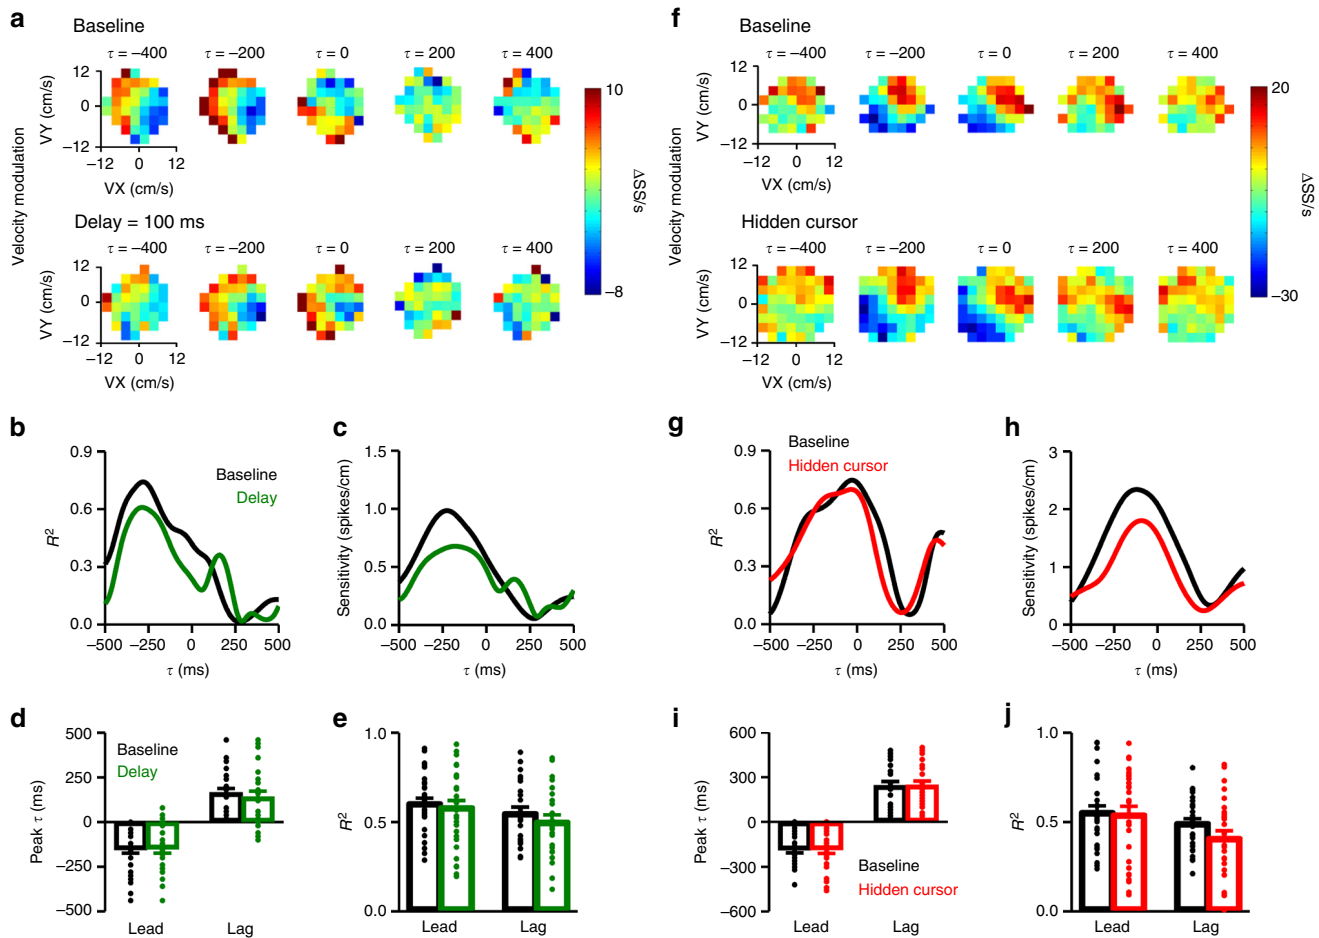 a
Baseline
τ = –400
τ = –200
τ = 0
τ = 200
τ = 400
12
0
–12
VY (cm/s)
–12
0
12
VX (cm/s)
10
–8
ΔSS/s
Velocity modulation
Delay = 100 ms
τ = –400
τ = –200
τ = 0
τ = 200
τ = 400
12
0
–12
VY (cm/s)
–12
0
12
VX (cm/s)
f
Baseline
τ = –400
τ = –200
τ = 0
τ = 200
τ = 400
12
0
–12
VY (cm/s)
–12
0
12
VX (cm/s)
20
–30
ΔSS/s
Velocity modulation
Hidden cursor
τ = –400
τ = –200
τ = 0
τ = 200
τ = 400
12
0
–12
VY (cm/s)
–12
0
12
VX (cm/s)
b
0.9
0.6
0.3
0.0
R²
Baseline
Delay
–500
–250
0
250
500
τ (ms)
c
1.5
1.0
0.5
0.0
Sensitivity (spikes/cm)
–500
–250
0
250
500
τ (ms)
g
0.9
0.6
0.3
0.0
R²
Baseline
Hidden cursor
–500
–250
0
250
500
τ (ms)
h
3
2
1
0
Sensitivity (spikes/cm)
–500
–250
0
250
500
τ (ms)
d
500
250
0
–250
–500
Peak τ (ms)
Baseline
Delay
Lead
Lag
e
1.0
0.5
0.0
R²
Lead
Lag
i
600
300
0
–300
–600
Peak τ (ms)
Baseline
Hidden cursor
Lead
Lag
j
1.0
0.5
0.0
R²
Lead
Lag